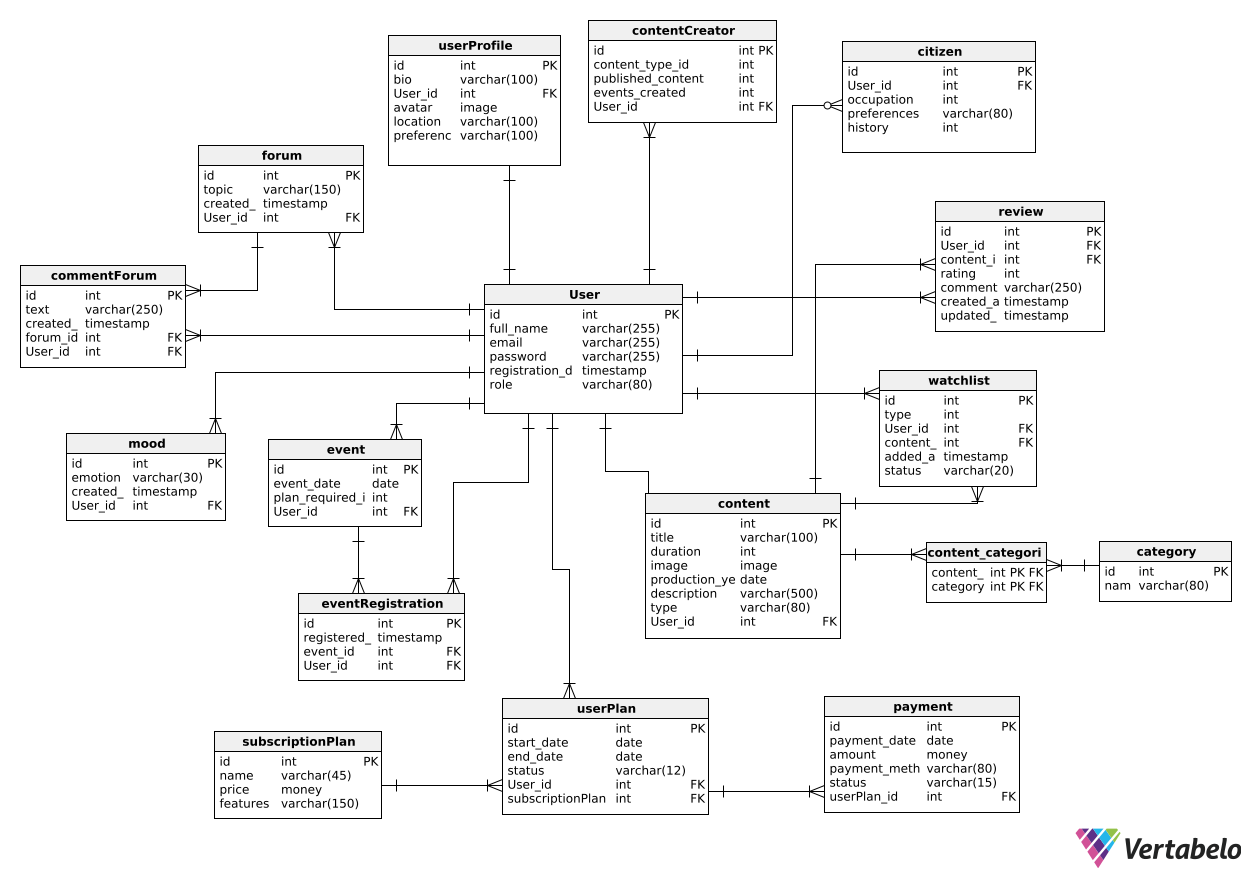 userProfile
id int PK
bio varchar(100)
User_id int FK
avatar image
location varchar(100)
preferenc varchar(100)
contentCreator
id int PK
content_type_id int
published_content int
events_created int
User_id int FK
citizen
id int PK
User_id int FK
occupation int
preferences varchar(80)
history int
forum
id int PK
topic varchar(150)
created_ timestamp
User_id int FK
review
id int PK
User_id int FK
content_i int FK
rating int
comment varchar(250)
created_a timestamp
updated_ timestamp
commentForum
id int PK
text varchar(250)
created_ timestamp
forum_id int FK
User_id int FK
User
id int PK
full_name varchar(255)
email varchar(255)
password varchar(255)
registration_d timestamp
role varchar(80)
watchlist
id int PK
type int
User_id int FK
content_ int FK
added_a timestamp
status varchar(20)
mood
id int PK
emotion varchar(30)
created_ timestamp
User_id int FK
event
id int PK
event_date date
plan_required_i int
User_id int FK
content
id int PK
title varchar(100)
duration int
image image
production_ye date
description varchar(500)
type varchar(80)
User_id int FK
content_categori
content_ int PK FK
category int PK FK
category
id int PK
nam varchar(80)
eventRegistration
id int PK
registered_ timestamp
event_id int FK
User_id int FK
userPlan
id int PK
start_date date
end_date date
status varchar(12)
User_id int FK
subscriptionPlan int FK
payment
id int PK
payment_date date
amount money
payment_meth varchar(80)
status varchar(15)
userPlan_id int FK
subscriptionPlan
id int PK
name varchar(45)
price money
features varchar(150)
Vertabelo